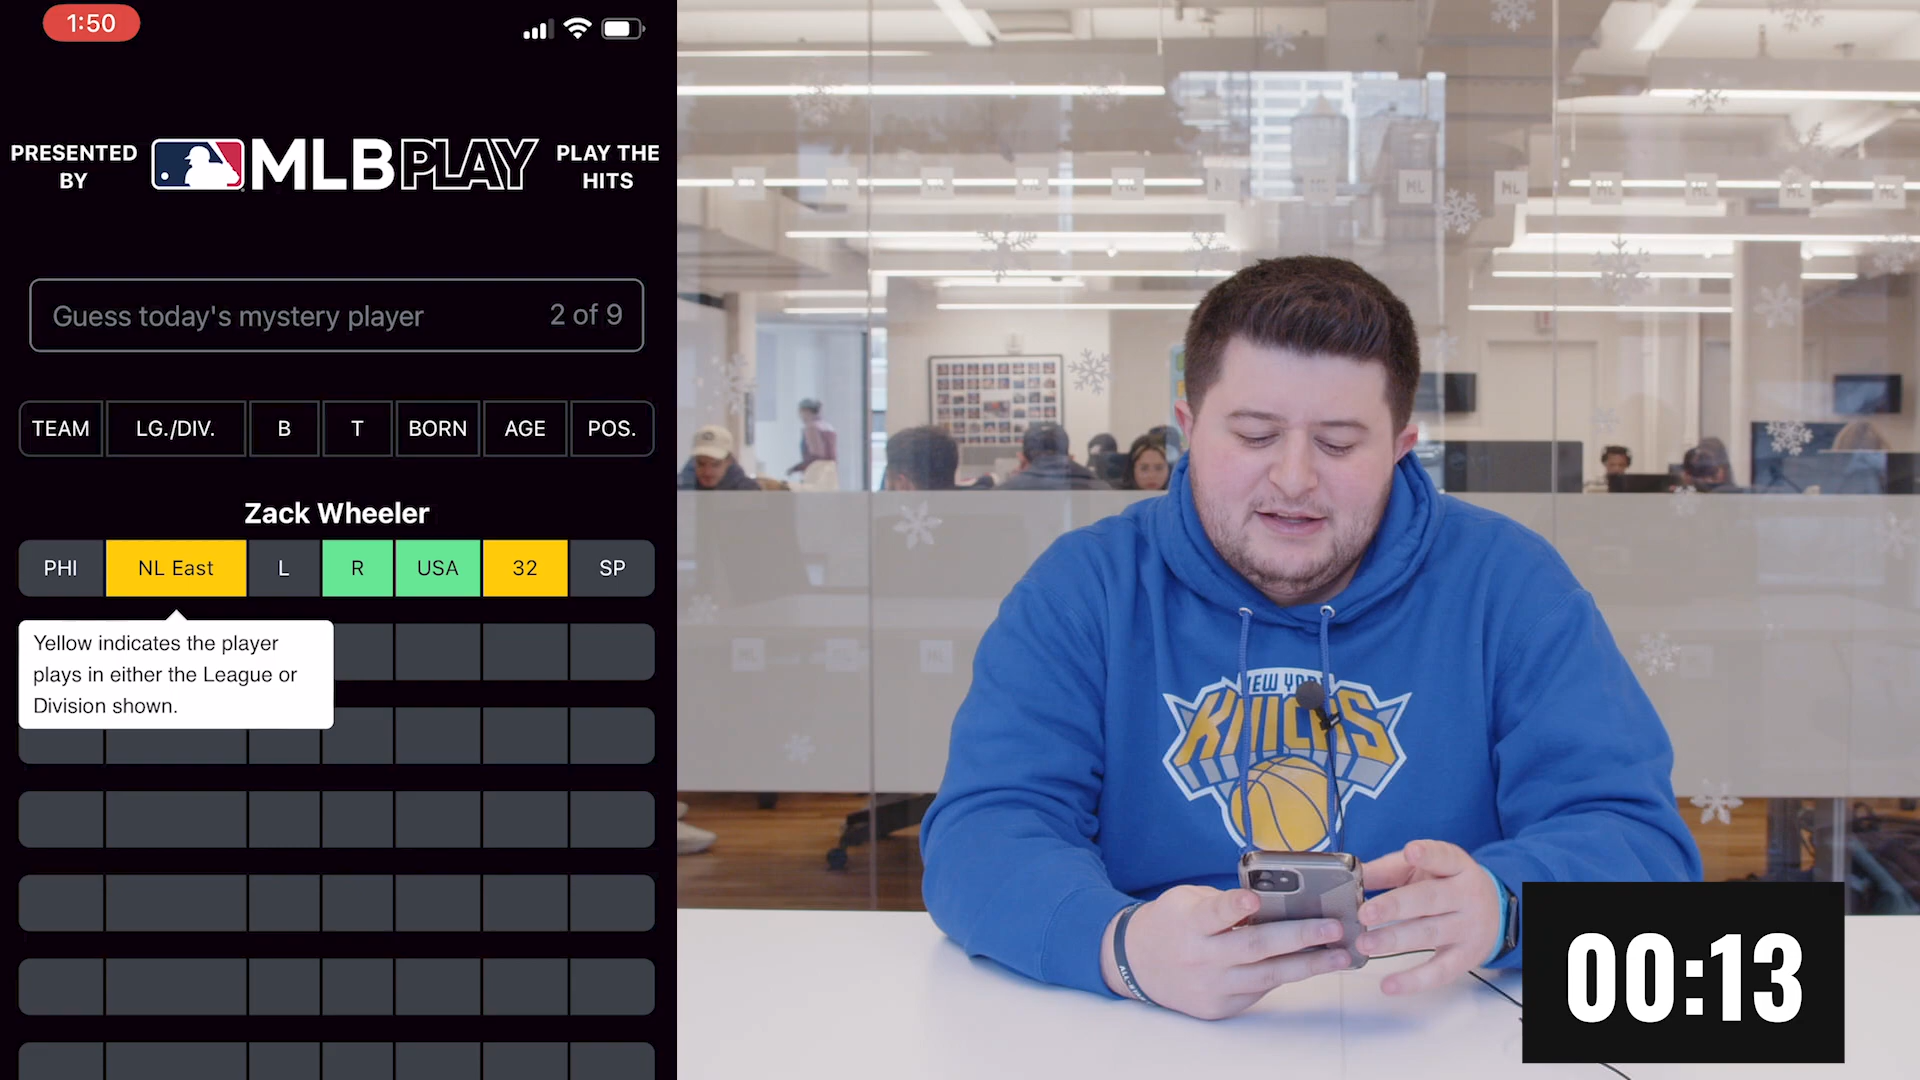 1:50
PRESENTED
BY
MLB PLAY
PLAY THE
HITS
Guess today's mystery player 2 of 9
TEAM LG./DIV. B T BORN AGE POS.
Zack Wheeler
PHI NL East L R USA 32 SP
Yellow indicates the player
plays in either the League or
Division shown.
NEW YORK
KNICKS
00:13